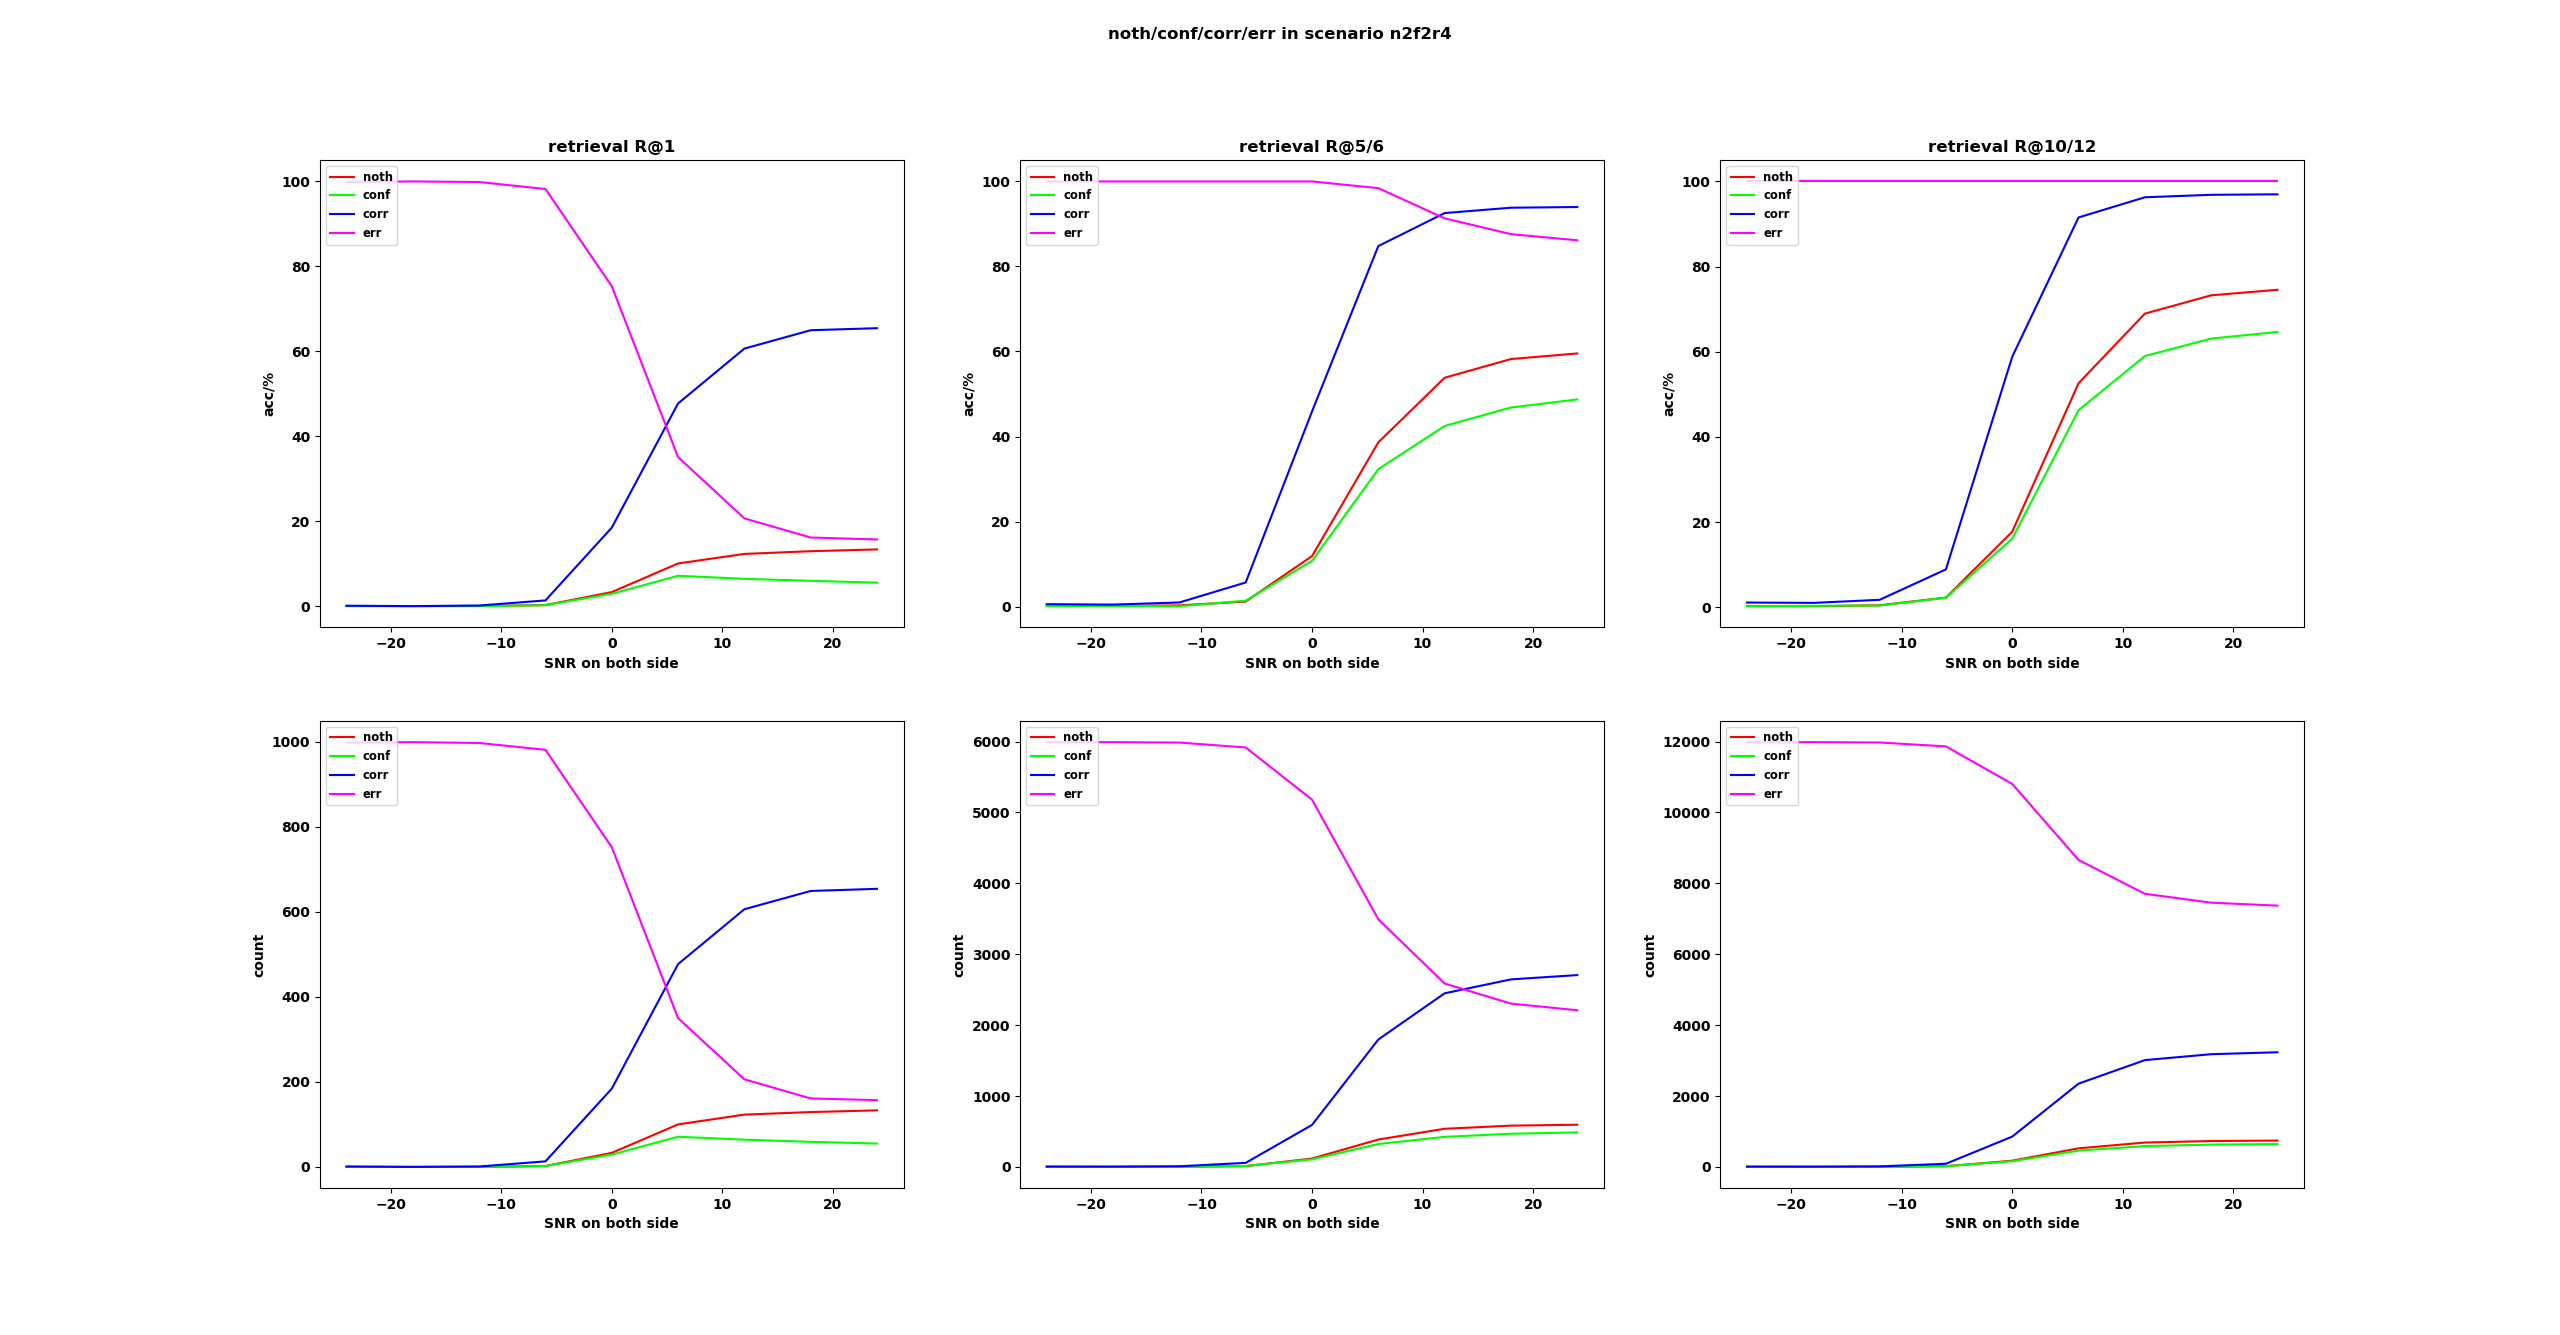 noth/conf/corr/err in scenario n2f2r4
retrieval R@1
100
80
60
40
20
0
acc/%
noth
conf
corr
err
−20 −10 0 10 20
SNR on both side
retrieval R@5/6
100
80
60
40
20
0
acc/%
noth
conf
corr
err
−20 −10 0 10 20
SNR on both side
retrieval R@10/12
100
80
60
40
20
0
acc/%
noth
conf
corr
err
−20 −10 0 10 20
SNR on both side
1000
800
600
400
200
0
count
noth
conf
corr
err
−20 −10 0 10 20
SNR on both side
6000
5000
4000
3000
2000
1000
0
count
noth
conf
corr
err
−20 −10 0 10 20
SNR on both side
12000
10000
8000
6000
4000
2000
0
count
noth
conf
corr
err
−20 −10 0 10 20
SNR on both side